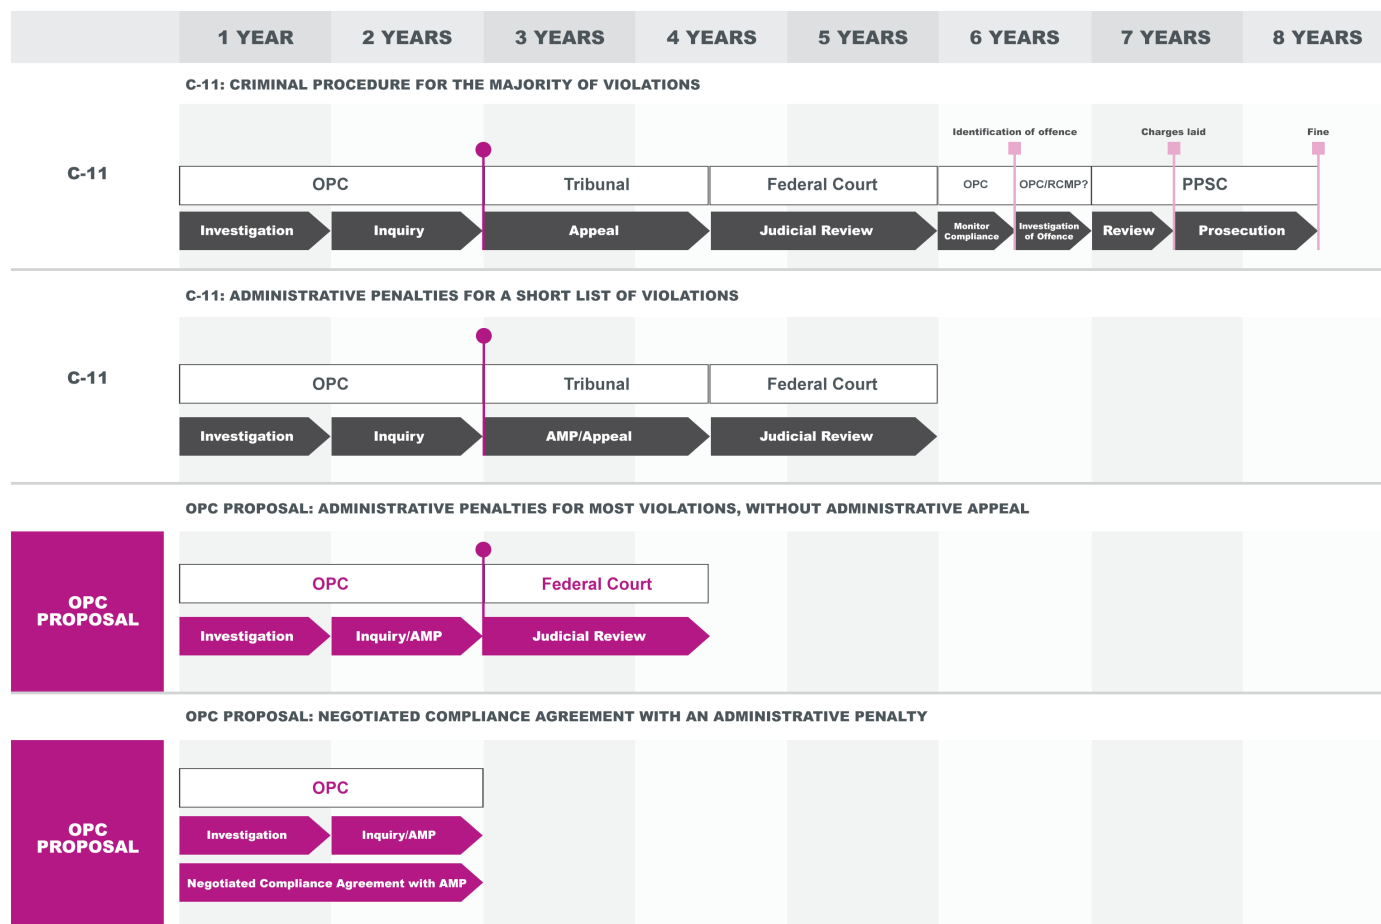 1 YEAR 2 YEARS 3 YEARS 4 YEARS 5 YEARS 6 YEARS 7 YEARS 8 YEARS
C-11: CRIMINAL PROCEDURE FOR THE MAJORITY OF VIOLATIONS
Identification of offence Charges laid Fine
C-11
OPC Tribunal Federal Court OPC OPC/RCMP? PPSC
Investigation Inquiry Appeal Judicial Review Monitor Compliance Investigation of Offence Review Prosecution
C-11: ADMINISTRATIVE PENALTIES FOR A SHORT LIST OF VIOLATIONS
C-11
OPC Tribunal Federal Court
Investigation Inquiry AMP/Appeal Judicial Review
OPC PROPOSAL: ADMINISTRATIVE PENALTIES FOR MOST VIOLATIONS, WITHOUT ADMINISTRATIVE APPEAL
OPC
PROPOSAL
OPC Federal Court
Investigation Inquiry/AMP Judicial Review
OPC PROPOSAL: NEGOTIATED COMPLIANCE AGREEMENT WITH AN ADMINISTRATIVE PENALTY
OPC
PROPOSAL
OPC
Investigation Inquiry/AMP
Negotiated Compliance Agreement with AMP